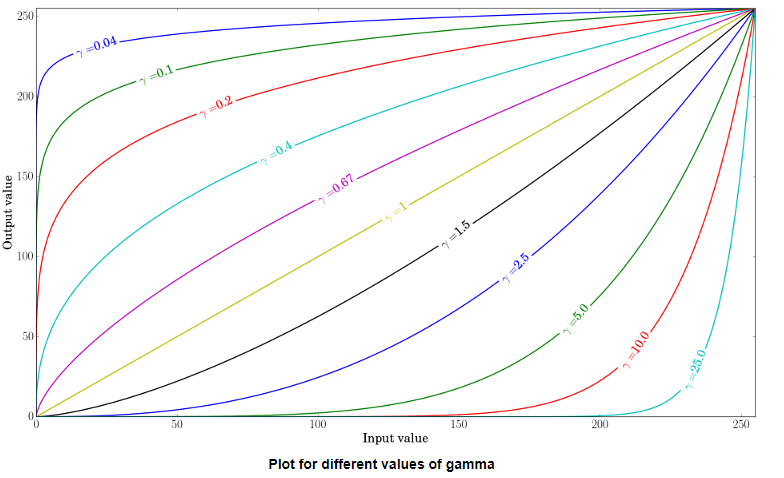 250
200
150
100
50
0
Output value
γ=0.04
γ=0.1
γ=0.2
γ=0.4
γ=0.67
γ=1
γ=1.5
γ=2.5
γ=5.0
γ=10.0
γ=25.0
0 50 100 150 200 250
Input value
Plot for different values of gamma